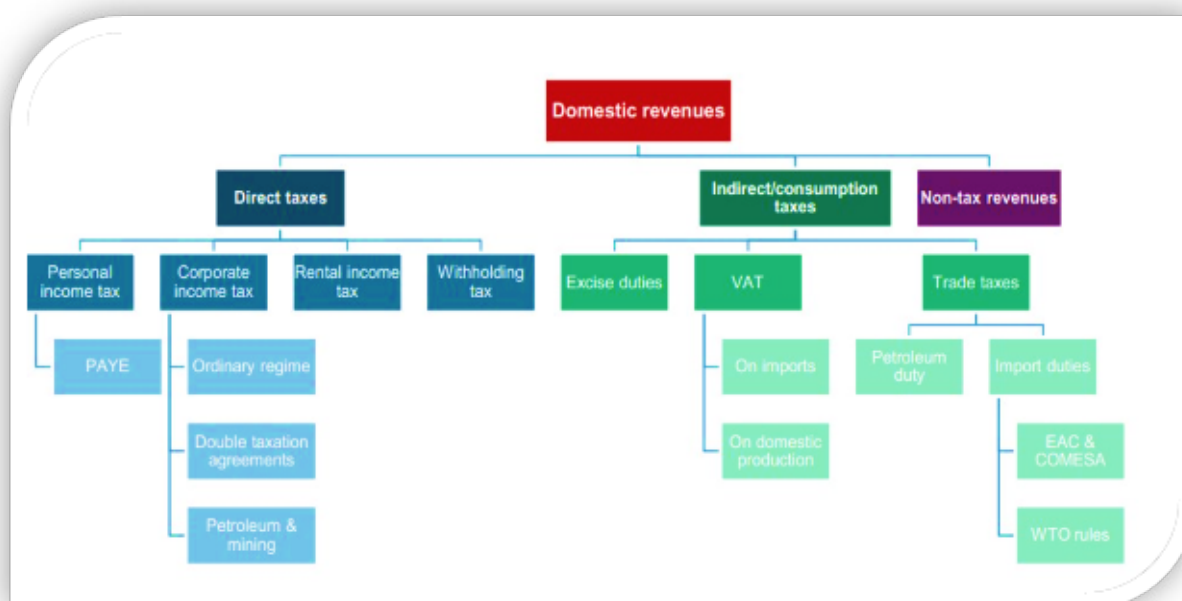 Domestic revenues
Direct taxes
Indirect/consumption
taxes
Non-tax revenues
Personal
income tax
Corporate
income tax
Rental income
tax
Withholding
tax
Excise duties
VAT
Trade taxes
PAYE
Ordinary regime
On imports
Petroleum
duty
Import duties
Double taxation
agreements
On domestic
production
EAC &
COMESA
Petroleum &
mining
WTO rules